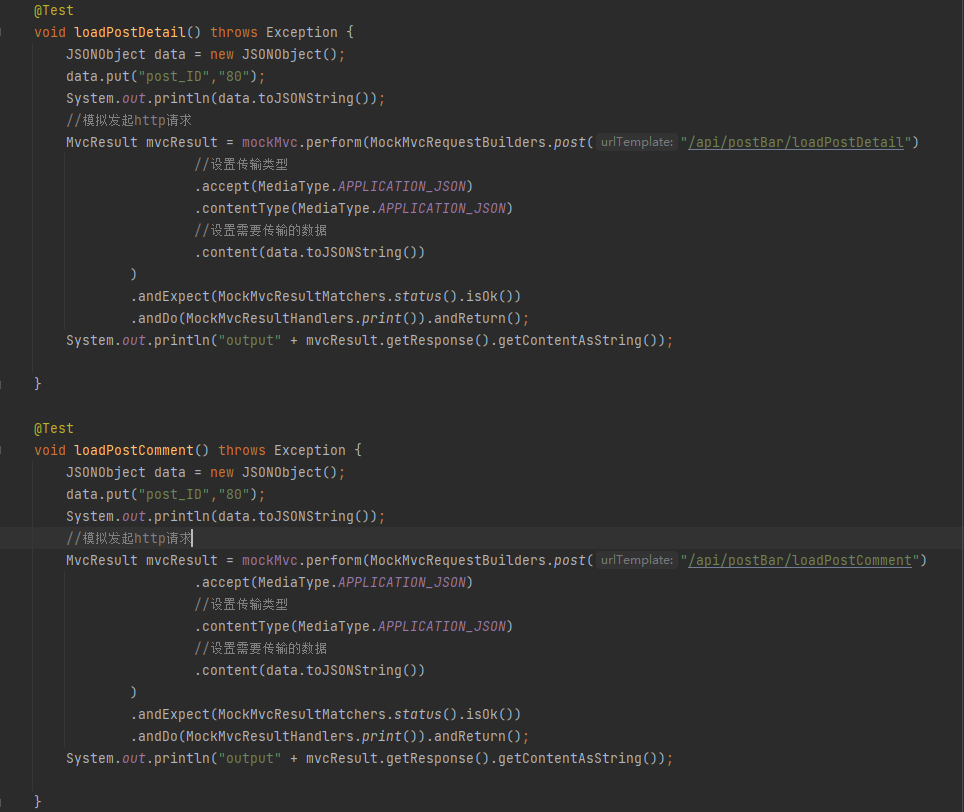 @Test
void loadPostDetail() throws Exception {
JSONObject data = new JSONObject();
data.put("post_ID","80");
System.out.println(data.toJSONString());
//模拟发起http请求
MvcResult mvcResult = mockMvc.perform(MockMvcRequestBuilders.post( urlTemplate: "/api/postBar/loadPostDetail")
//设置传输类型
.accept(MediaType.APPLICATION_JSON)
.contentType(MediaType.APPLICATION_JSON)
//设置需要传输的数据
.content(data.toJSONString())
)
.andExpect(MockMvcResultMatchers.status().isOk())
.andDo(MockMvcResultHandlers.print()).andReturn();
System.out.println("output" + mvcResult.getResponse().getContentAsString());
}
@Test
void loadPostComment() throws Exception {
JSONObject data = new JSONObject();
data.put("post_ID","80");
System.out.println(data.toJSONString());
//模拟发起http请求
MvcResult mvcResult = mockMvc.perform(MockMvcRequestBuilders.post( urlTemplate: "/api/postBar/loadPostComment")
.accept(MediaType.APPLICATION_JSON)
//设置传输类型
.contentType(MediaType.APPLICATION_JSON)
//设置需要传输的数据
.content(data.toJSONString())
)
.andExpect(MockMvcResultMatchers.status().isOk())
.andDo(MockMvcResultHandlers.print()).andReturn();
System.out.println("output" + mvcResult.getResponse().getContentAsString());
}